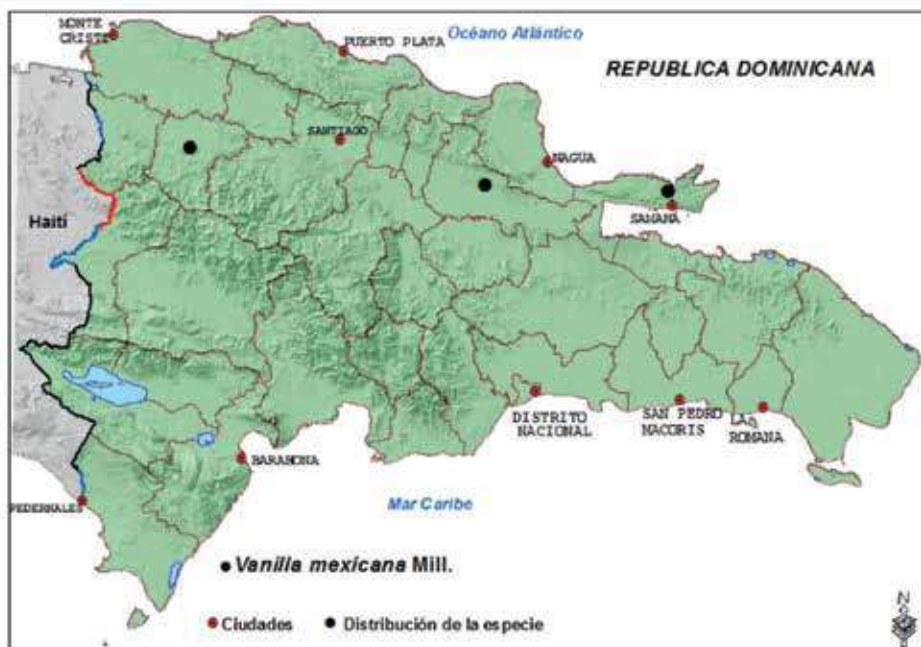 MONTE
CRISTI
PUERTO PLATA
Océano Atlántico
REPUBLICA DOMINICANA
SANTIAGO
NAGUA
SAMANA
Haití
DISTRITO
NACIONAL
SAN PEDRO
MACORIS
LA
ROMANA
BARAHONA
PEDERNALES
Mar Caribe
● Vanilla mexicana Mill.
Ciudades
Distribución de la especie
N